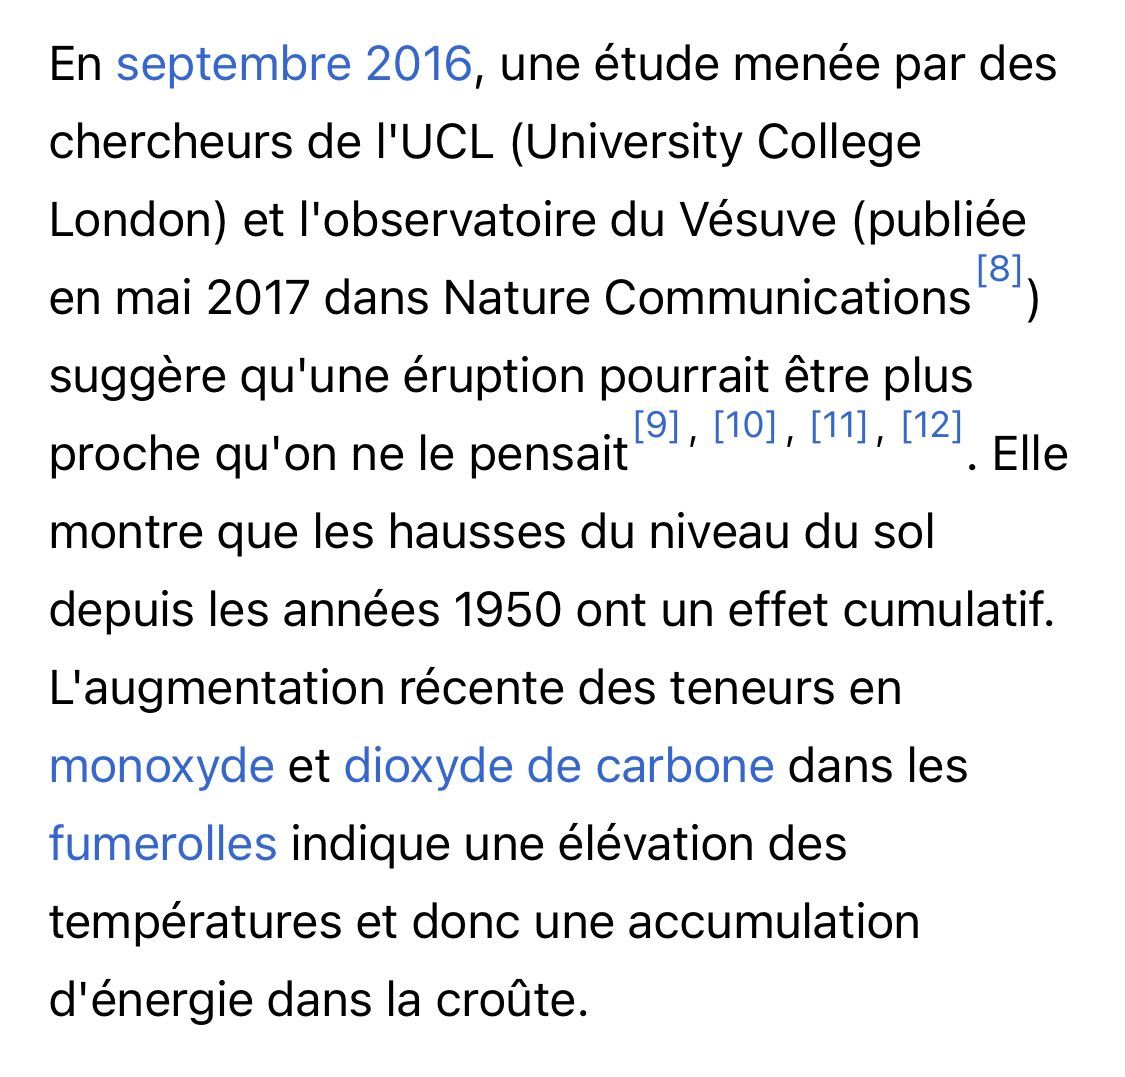 En septembre 2016, une étude menée par des
chercheurs de l'UCL (University College
London) et l'observatoire du Vésuve (publiée
en mai 2017 dans Nature Communications[8])
suggère qu'une éruption pourrait être plus
proche qu'on ne le pensait[9], [10], [11], [12]. Elle
montre que les hausses du niveau du sol
depuis les années 1950 ont un effet cumulatif.
L'augmentation récente des teneurs en
monoxyde et dioxyde de carbone dans les
fumerolles indique une élévation des
températures et donc une accumulation
d'énergie dans la croûte.